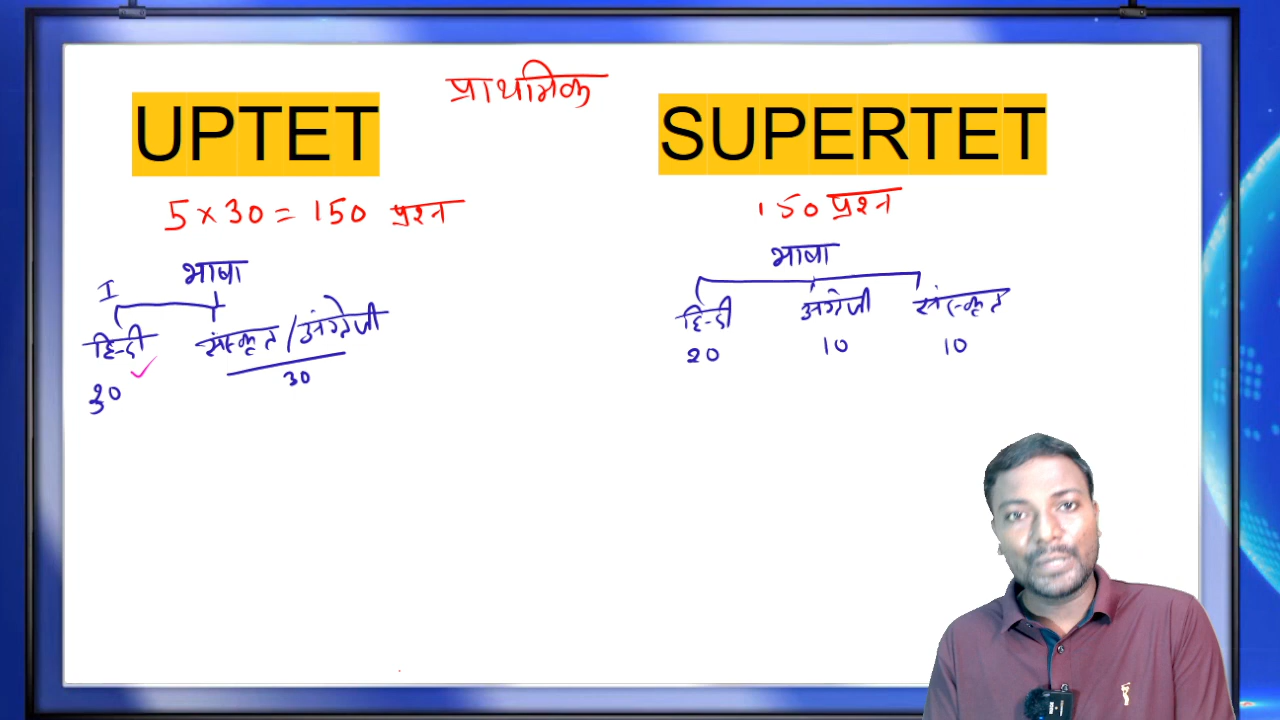 प्राथमिक
UPTET
SUPERTET
5 × 30 = 150 प्रश्न
150 प्रश्न
I भाषा
हिन्दी संस्कृत / अंग्रेजी
30 30
भाषा
हिन्दी अंग्रेजी संस्कृत
20 10 10